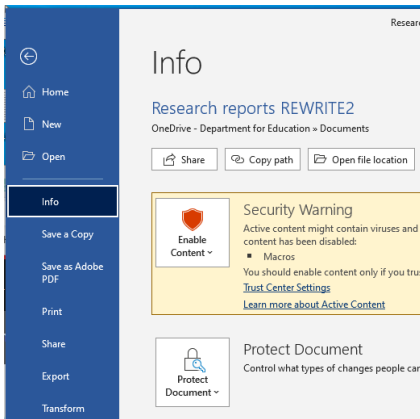 Resear
Info
Home
New
Open
Info
Save a Copy
Save as Adobe
PDF
Print
Share
Export
Transform
Research reports REWRITE2
OneDrive - Department for Education » Documents
Share
Copy path
Open file location
Enable
Content
Security Warning
Active content might contain viruses and
content has been disabled:
■ Macros
You should enable content only if you trus
Trust Center Settings
Learn more about Active Content
Protect
Document
Protect Document
Control what types of changes people can